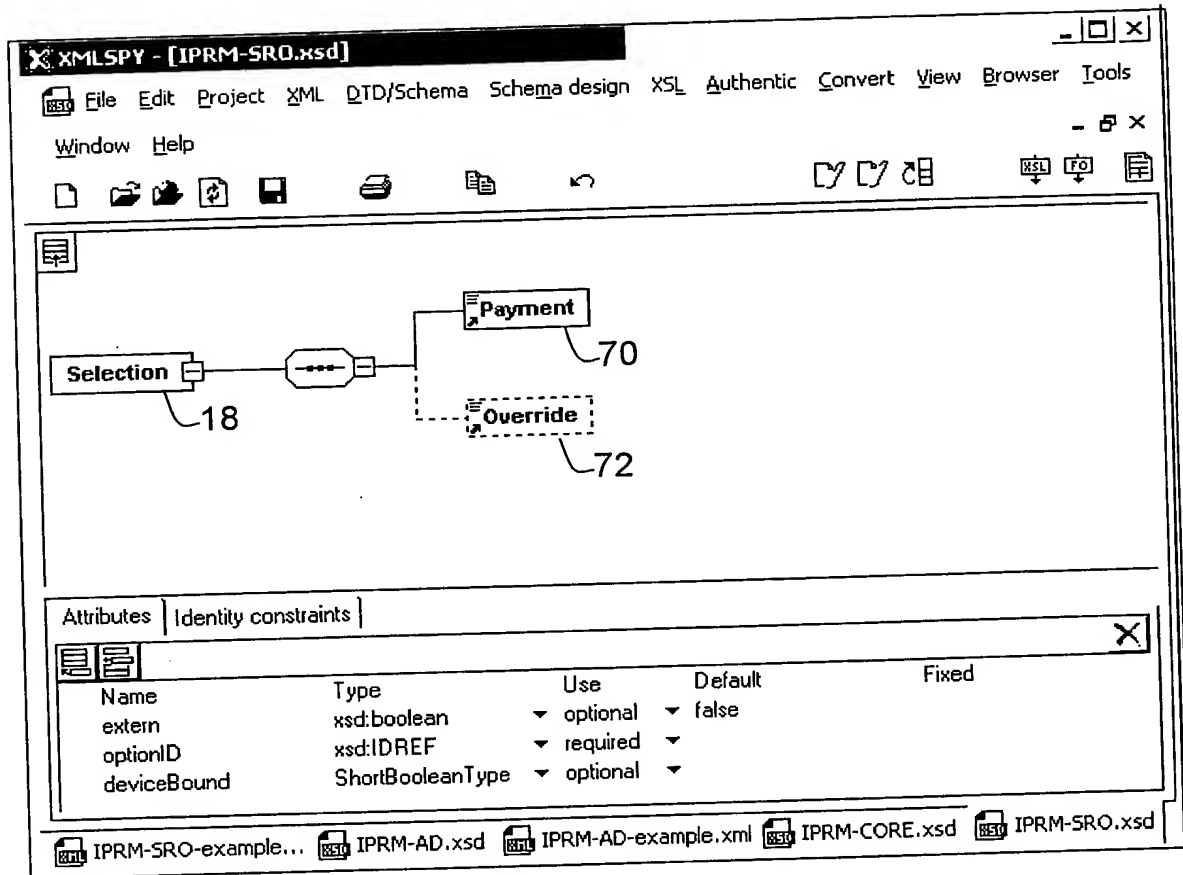 XMLSPY - [IPRM-SRO.xsd]
File Edit Project XML DTD/Schema Schema design XSL Authentic Convert View Browser Tools
Window Help
XSL FO
Payment
70
Selection
18
Override
72
Attributes Identity constraints
Name Type Use Default Fixed
extern xsd:boolean optional false
optionID xsd:IDREF required
deviceBound ShortBooleanType optional
IPRM-SRO-example... IPRM-AD.xsd IPRM-AD-example.xml IPRM-CORE.xsd IPRM-SRO.xsd